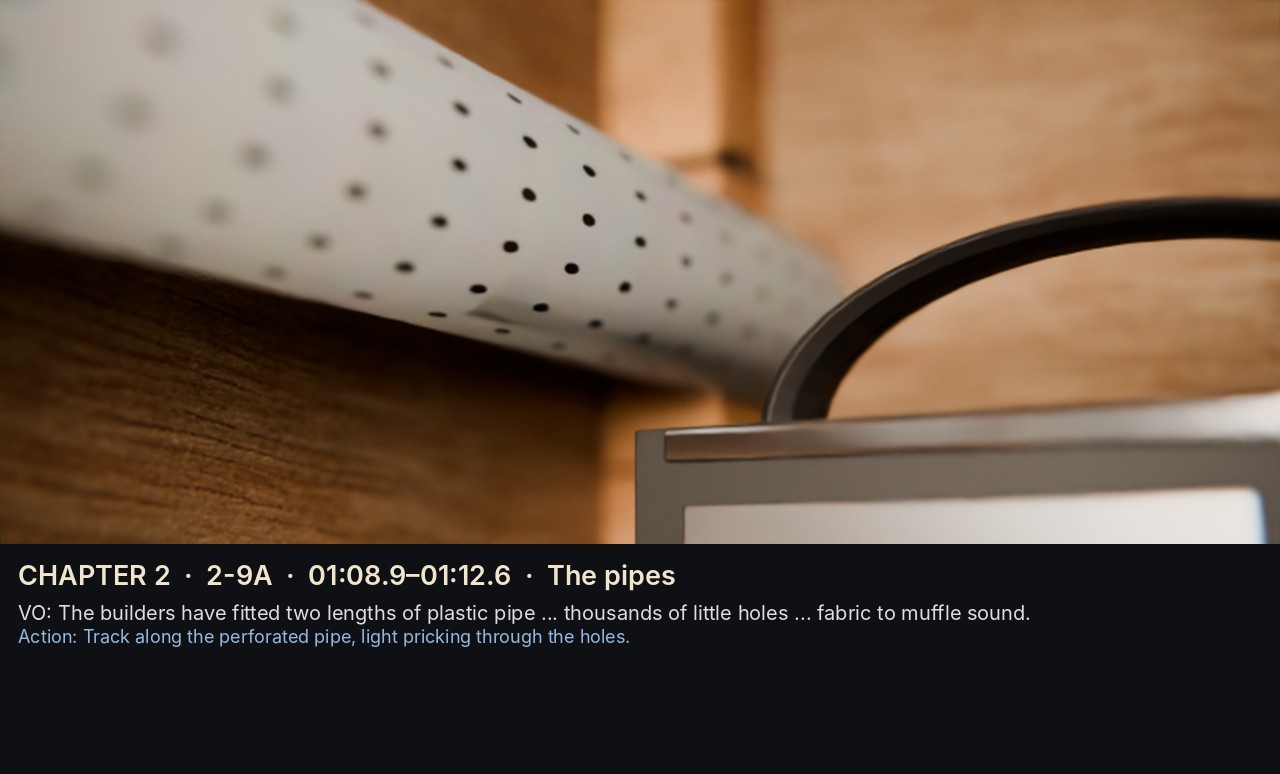 CHAPTER 2 · 2-9A · 01:08.9–01:12.6 · The pipes
VO: The builders have fitted two lengths of plastic pipe ... thousands of little holes ... fabric to muffle sound.
Action: Track along the perforated pipe, light pricking through the holes.